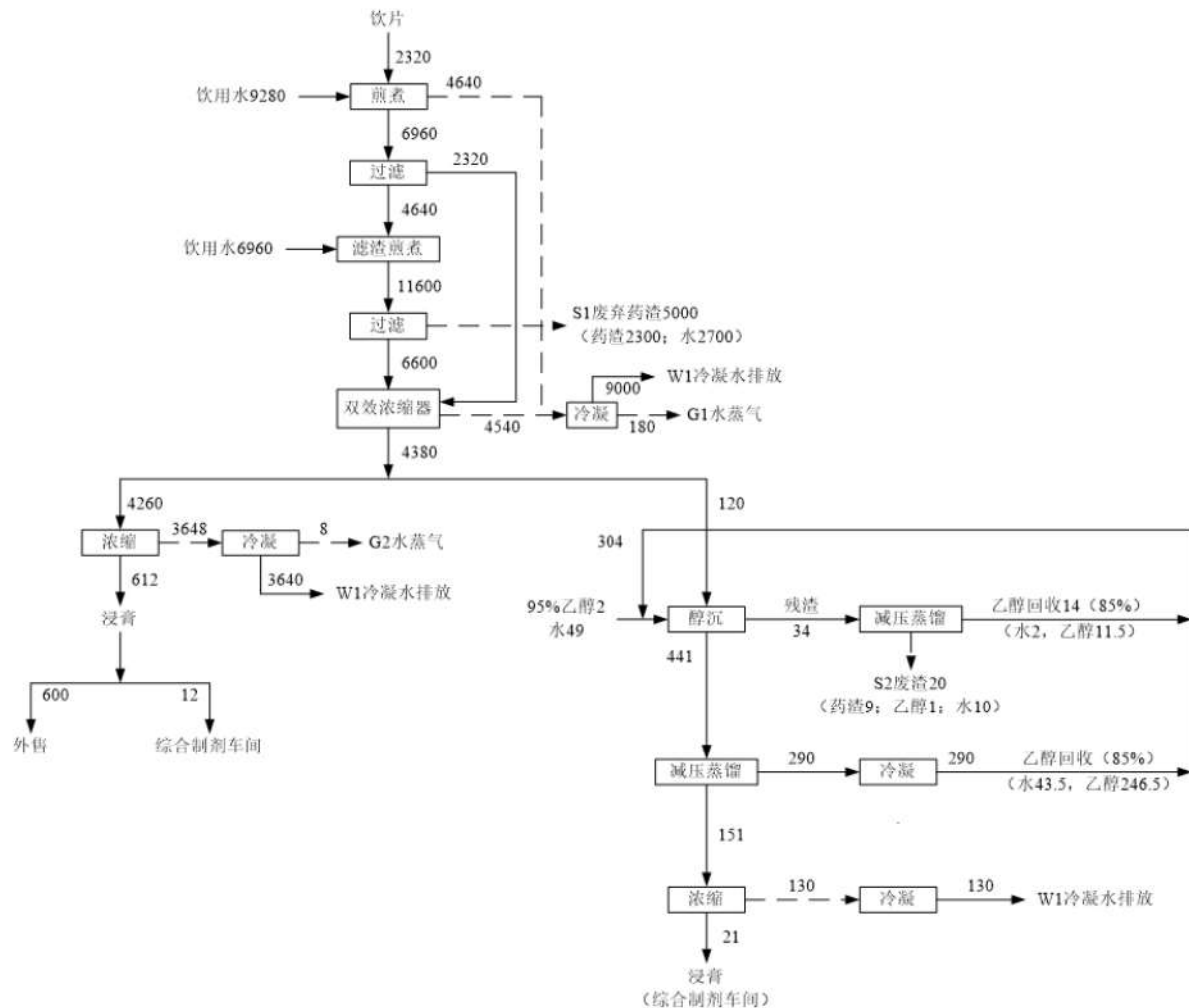 饮片
2320
饮用水9280
煎煮
4640
6960
过滤
2320
4640
饮用水6960
滤渣煎煮
11600
过滤
S1废弃药渣5000
（药渣2300；水2700）
6600
双效浓缩器
4540
冷凝
9000
W1冷凝水排放
180
G1水蒸气
4380
4260
120
浓缩
3648
冷凝
8
G2水蒸气
3640
W1冷凝水排放
612
浸膏
600
12
外售
综合制剂车间
304
95%乙醇2
水49
醇沉
残渣
34
减压蒸馏
乙醇回收14（85%）
（水2，乙醇11.5）
S2废渣20
（药渣9；乙醇1；水10）
441
减压蒸馏
290
冷凝
290
乙醇回收（85%）
（水43.5，乙醇246.5）
151
浓缩
130
冷凝
130
W1冷凝水排放
21
浸膏
（综合制剂车间）